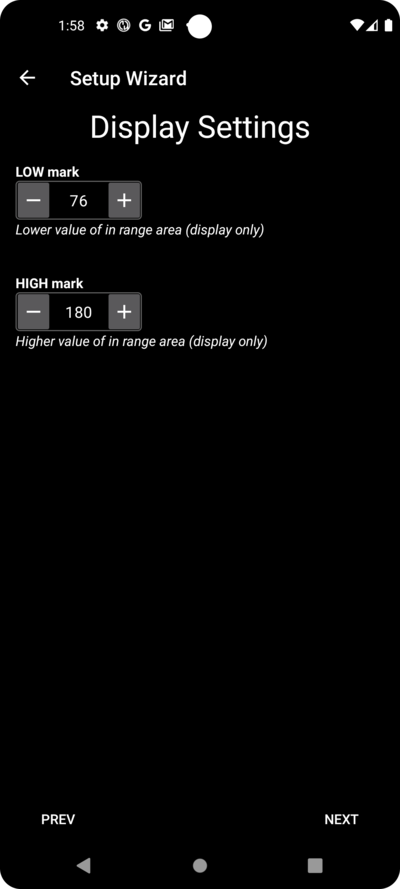 1:58
Setup Wizard
Display Settings
LOW mark
− 76 +
Lower value of in range area (display only)
HIGH mark
− 180 +
Higher value of in range area (display only)
PREV NEXT